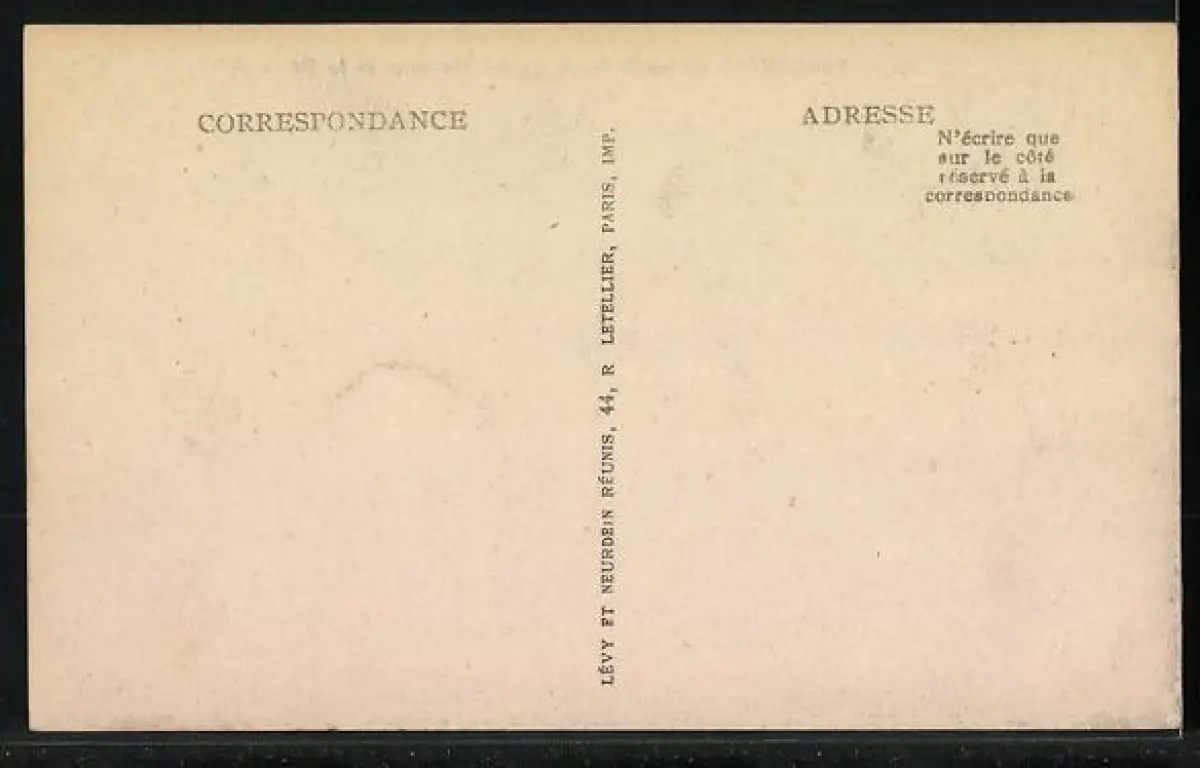 CORRESPONDANCE
LÉVY ET NEURDEIN RÉUNIS, 44, R LETELLIER, PARIS, IMP.
ADRESSE
N'écrire que
sur le côté
réservé à la
correspondance